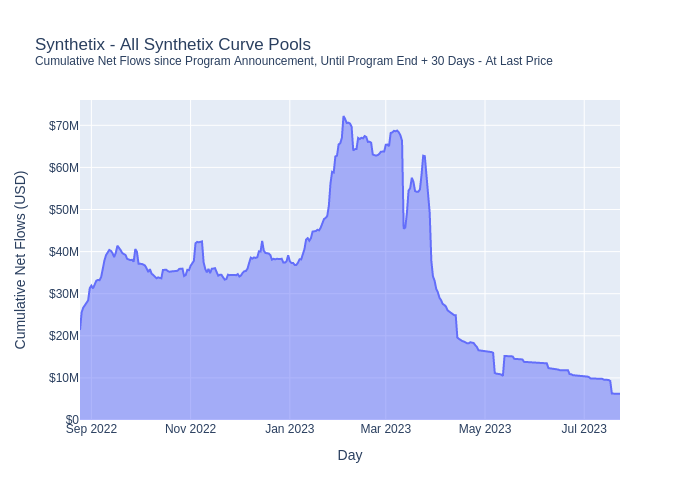 Synthetix - All Synthetix Curve Pools
Cumulative Net Flows since Program Announcement, Until Program End + 30 Days - At Last Price
$70M
$60M
$50M
$40M
$30M
$20M
$10M
$0
Cumulative Net Flows (USD)
Sep 2022
Nov 2022
Jan 2023
Mar 2023
May 2023
Jul 2023
Day